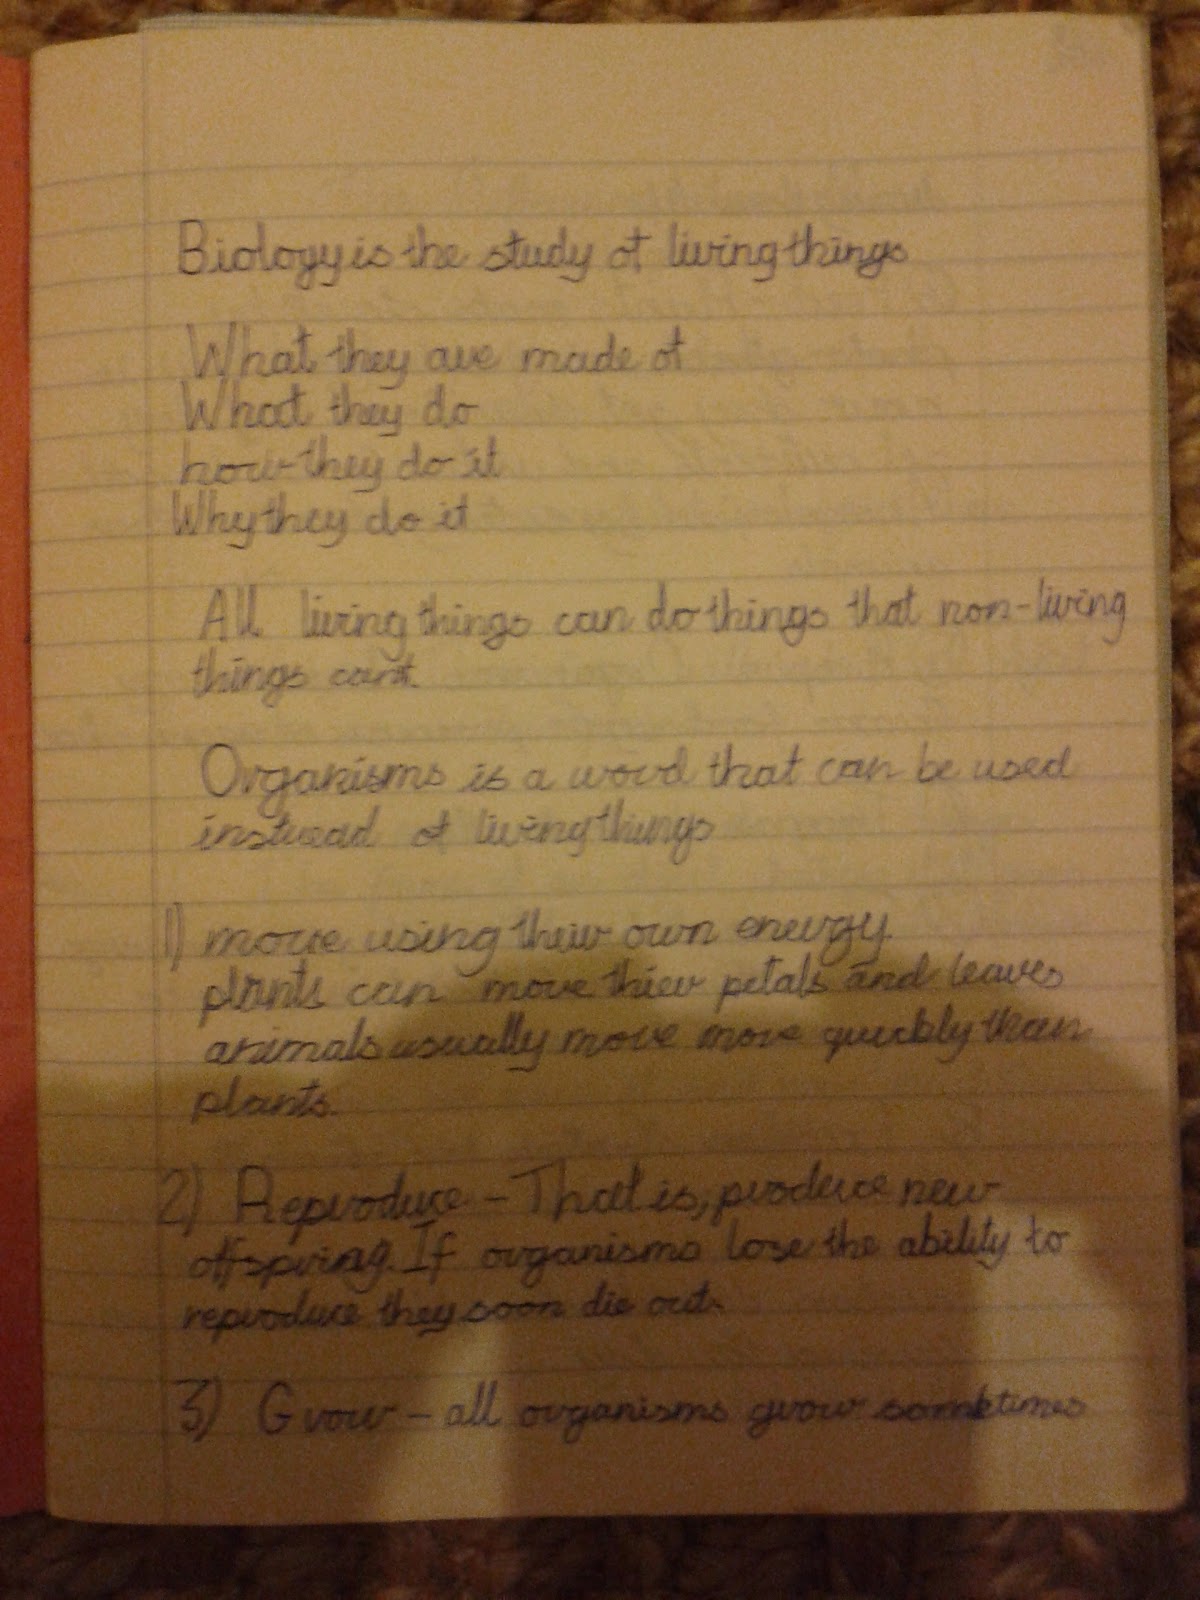 Biology is the study of living things
What they are made of
What they do
how they do it
Why they do it
All living things can do things that non-living
things cant.
Organisms is a word that can be used
instead of living things
1) move using their own energy.
plants can move thier petals and leaves
animals usually move more quickly than
plants.
2) Reproduce - That is, produce new
offspring. If organisms lose the ability to
reproduce they soon die out.
3) Grow - all organisms grow sometimes